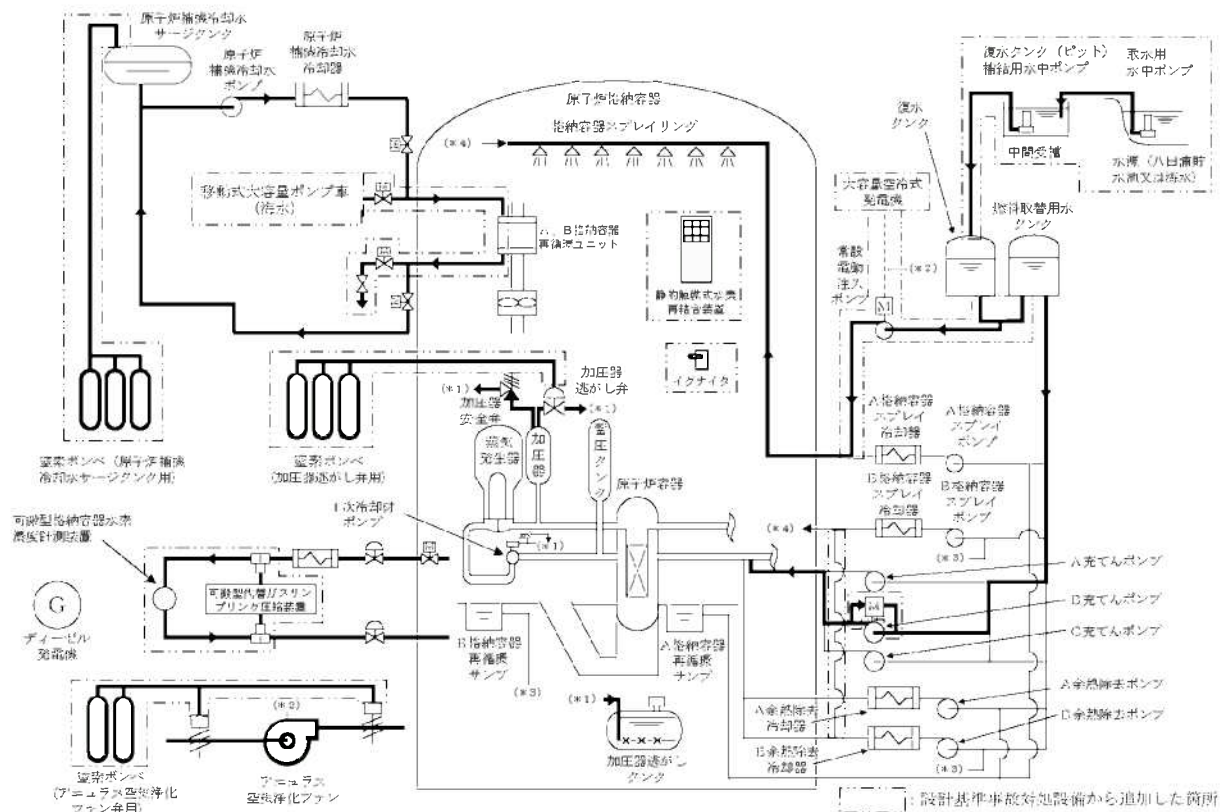 原子炉補機冷却水
サージタンク
原子炉
補機冷却水
ポンプ
原子炉
補機冷却水
冷却器
原子炉格納容器
格納容器スプレイリング
(*4)
復水タンク(ピット)
補給用水中ポンプ
取水用
水中ポンプ
復水
タンク
中間受槽
水源(八田浦貯
水池又は海水)
移動式大容量ポンプ車
(海水)
A、B格納容器
再循環ユニット
大容量空冷式
発電機
燃料取替用水
タンク
常設
電動
注入
ポンプ
(*2)
M
静的触媒式水素
再結合装置
イグナイタ
窒素ボンベ(原子炉補機
冷却水サージタンク用)
窒素ボンベ
(加圧器逃がし弁用)
加圧器
逃がし弁
(*1)
加圧器
安全弁
(*1)
蒸気
発生器
加圧器
蓄圧タンク
原子炉容器
1次冷却材
ポンプ
(*1)
A格納容器
スプレイ
冷却器
A格納容器
スプレイ
ポンプ
B格納容器
スプレイ
冷却器
B格納容器
スプレイ
ポンプ
(*4)
(*3)
可搬型格納容器水素
濃度計測装置
可搬型代替ガスサン
プリング圧縮装置
G
ディーゼル
発電機
A充てんポンプ
M
B充てんポンプ
C充てんポンプ
B格納容器
再循環
サンプ
(*3)
A格納容器
再循環
サンプ
(*1)
加圧器逃がし
タンク
A余熱除去
冷却器
A余熱除去ポンプ
B余熱除去ポンプ
B余熱除去
冷却器
(*3)
窒素ボンベ
(アニュラス空気浄化
ファン弁用)
(*2)
アニュラス
空気浄化ファン
:設計基準事故対処設備から追加した箇所